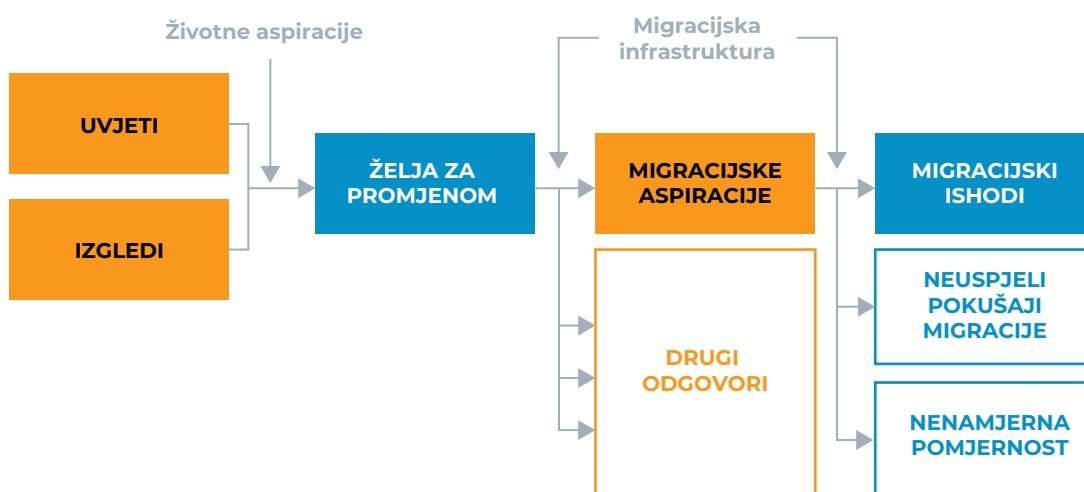 Životne aspiracije
Migracijska
infrastruktura
UVJETI
IZGLEDI
ŽELJA ZA
PROMJENOM
MIGRACIJSKE
ASPIRACIJE
MIGRACIJSKI
ISHODI
DRUGI
ODGOVORI
NEUSPJELI
POKUŠAJI
MIGRACIJE
NENAMJERNA
POMJERNOST